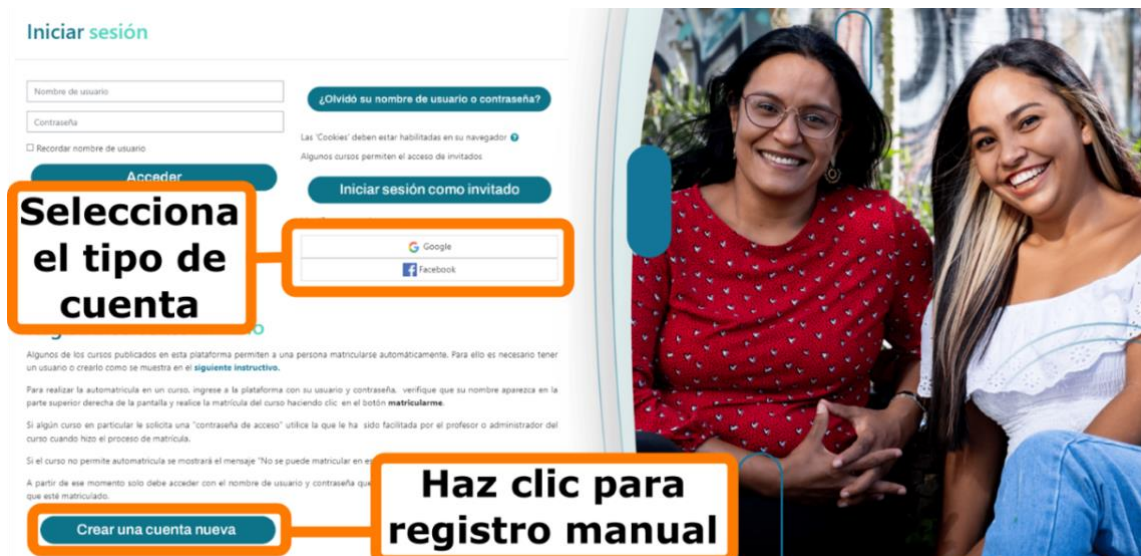 Iniciar sesión
Nombre de usuario
Contraseña
Recordar nombre de usuario
Acceder
¿Olvidó su nombre de usuario o contraseña?
Las 'Cookies' deben estar habilitadas en su navegador
Algunos cursos permiten el acceso de invitados
Iniciar sesión como invitado
Selecciona
el tipo de
cuenta
Google
Facebook
Algunos de los cursos publicados en esta plataforma permiten a una persona matricularse automáticamente. Para ello es necesario tener
un usuario o crearlo como se muestra en el siguiente instructivo.
Para realizar la automatrícula en un curso, ingrese a la plataforma con su usuario y contraseña, verifique que su nombre aparezca en la
parte superior derecha de la pantalla y realice la matrícula del curso haciendo clic en el botón matricularme.
Si algún curso en particular le solicita una "contraseña de acceso" utilice la que le ha sido facilitada por el profesor o administrador del
curso cuando hizo el proceso de matrícula.
Si el curso no permite automatrícula se mostrará el mensaje "No se puede matricular en
A partir de ese momento solo debe acceder con el nombre de usuario y contraseña
que esté matriculado.
Crear una cuenta nueva
Haz clic para
registro manual